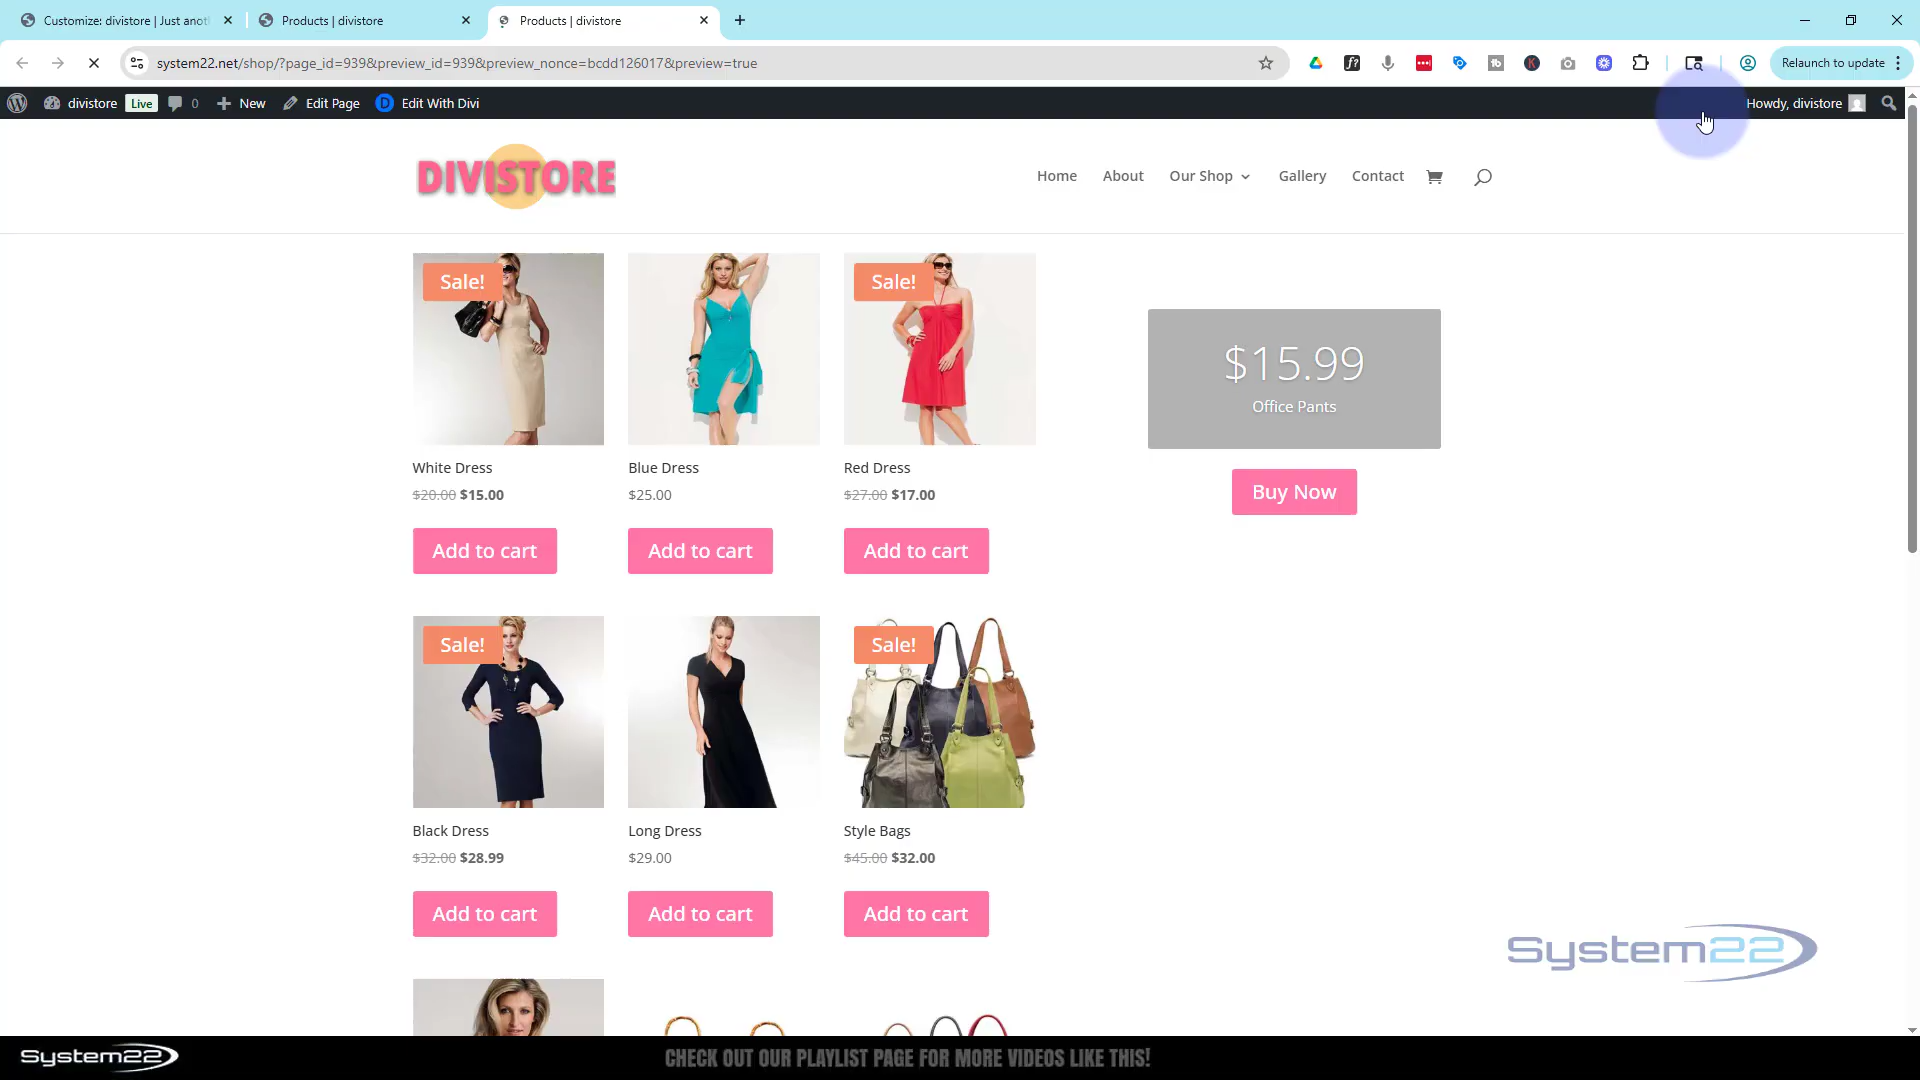 Customize: divistore | Just anot
Products | divistore
Products | divistore
system22.net/shop/?page_id=939&preview_id=939&preview_nonce=bcdd126017&preview=true
Relaunch to update
divistore
Live
0
New
Edit Page
Edit With Divi
Howdy, divistore
DIVISTORE
Home
About
Our Shop
Gallery
Contact
Sale!
Sale!
White Dress
$20.00 $15.00
Add to cart
Blue Dress
$25.00
Add to cart
Red Dress
$27.00 $17.00
Add to cart
$15.99
Office Pants
Buy Now
Sale!
Sale!
Black Dress
$32.00 $28.99
Add to cart
Long Dress
$29.00
Add to cart
Style Bags
$45.00 $32.00
Add to cart
System22
System22
CHECK OUT OUR PLAYLIST PAGE FOR MORE VIDEOS LIKE THIS!